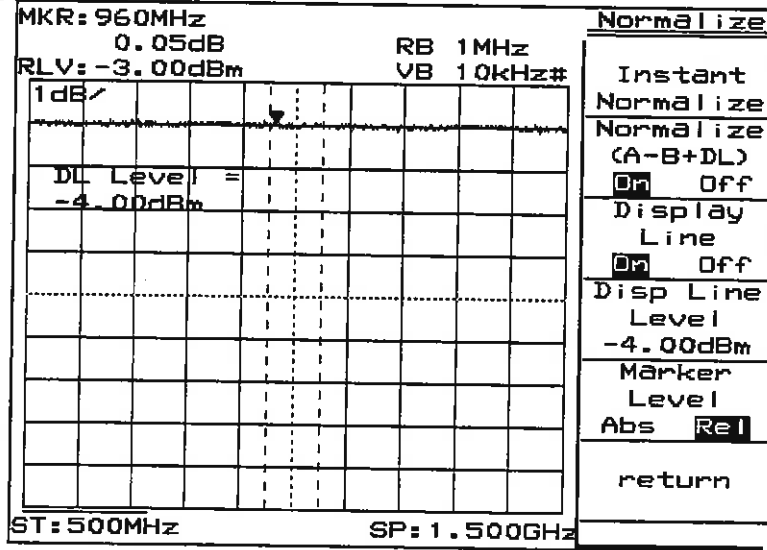 MKR:960MHz
0.05dB
RLV:-3.00dBm
RB 1MHz
VB 10kHz#
1dB/
DL Level =
-4.00dBm
ST:500MHz
SP:1.500GHz
Normalize
Instant
Normalize
Normalize
(A-B+DL)
On Off
Display
Line
On Off
Disp Line
Level
-4.00dBm
Marker
Level
Abs Rel
return